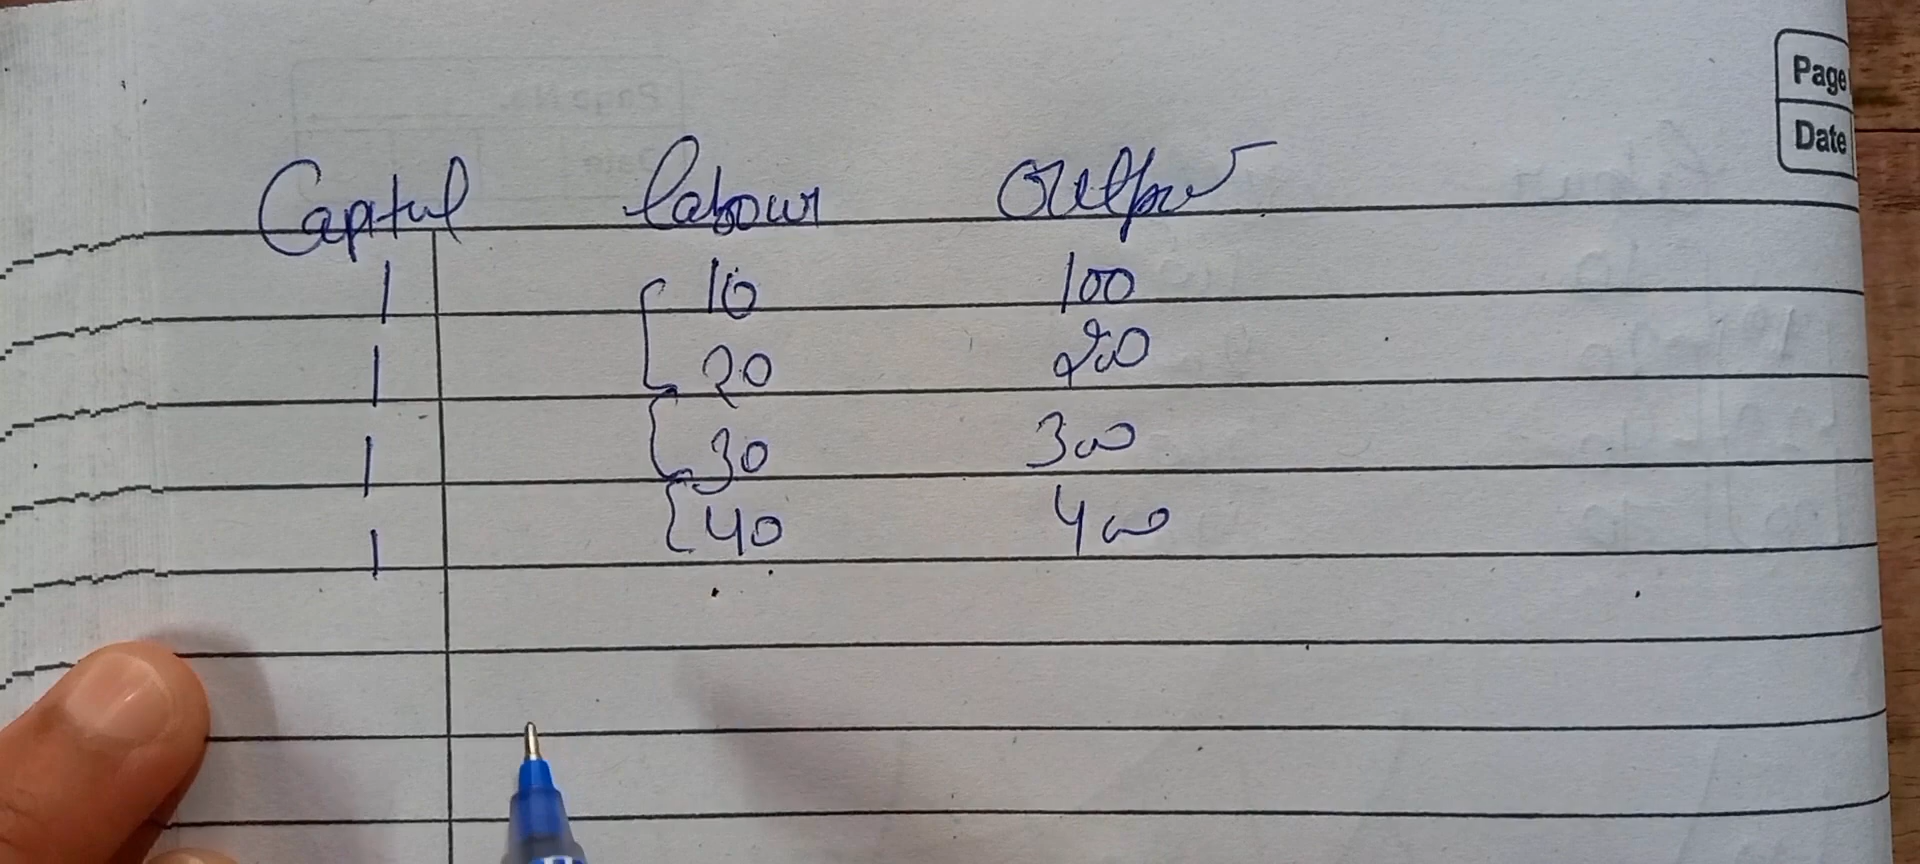 Page
Date
Capital labour Output
1 10 100
1 20 200
1 30 300
1 40 400